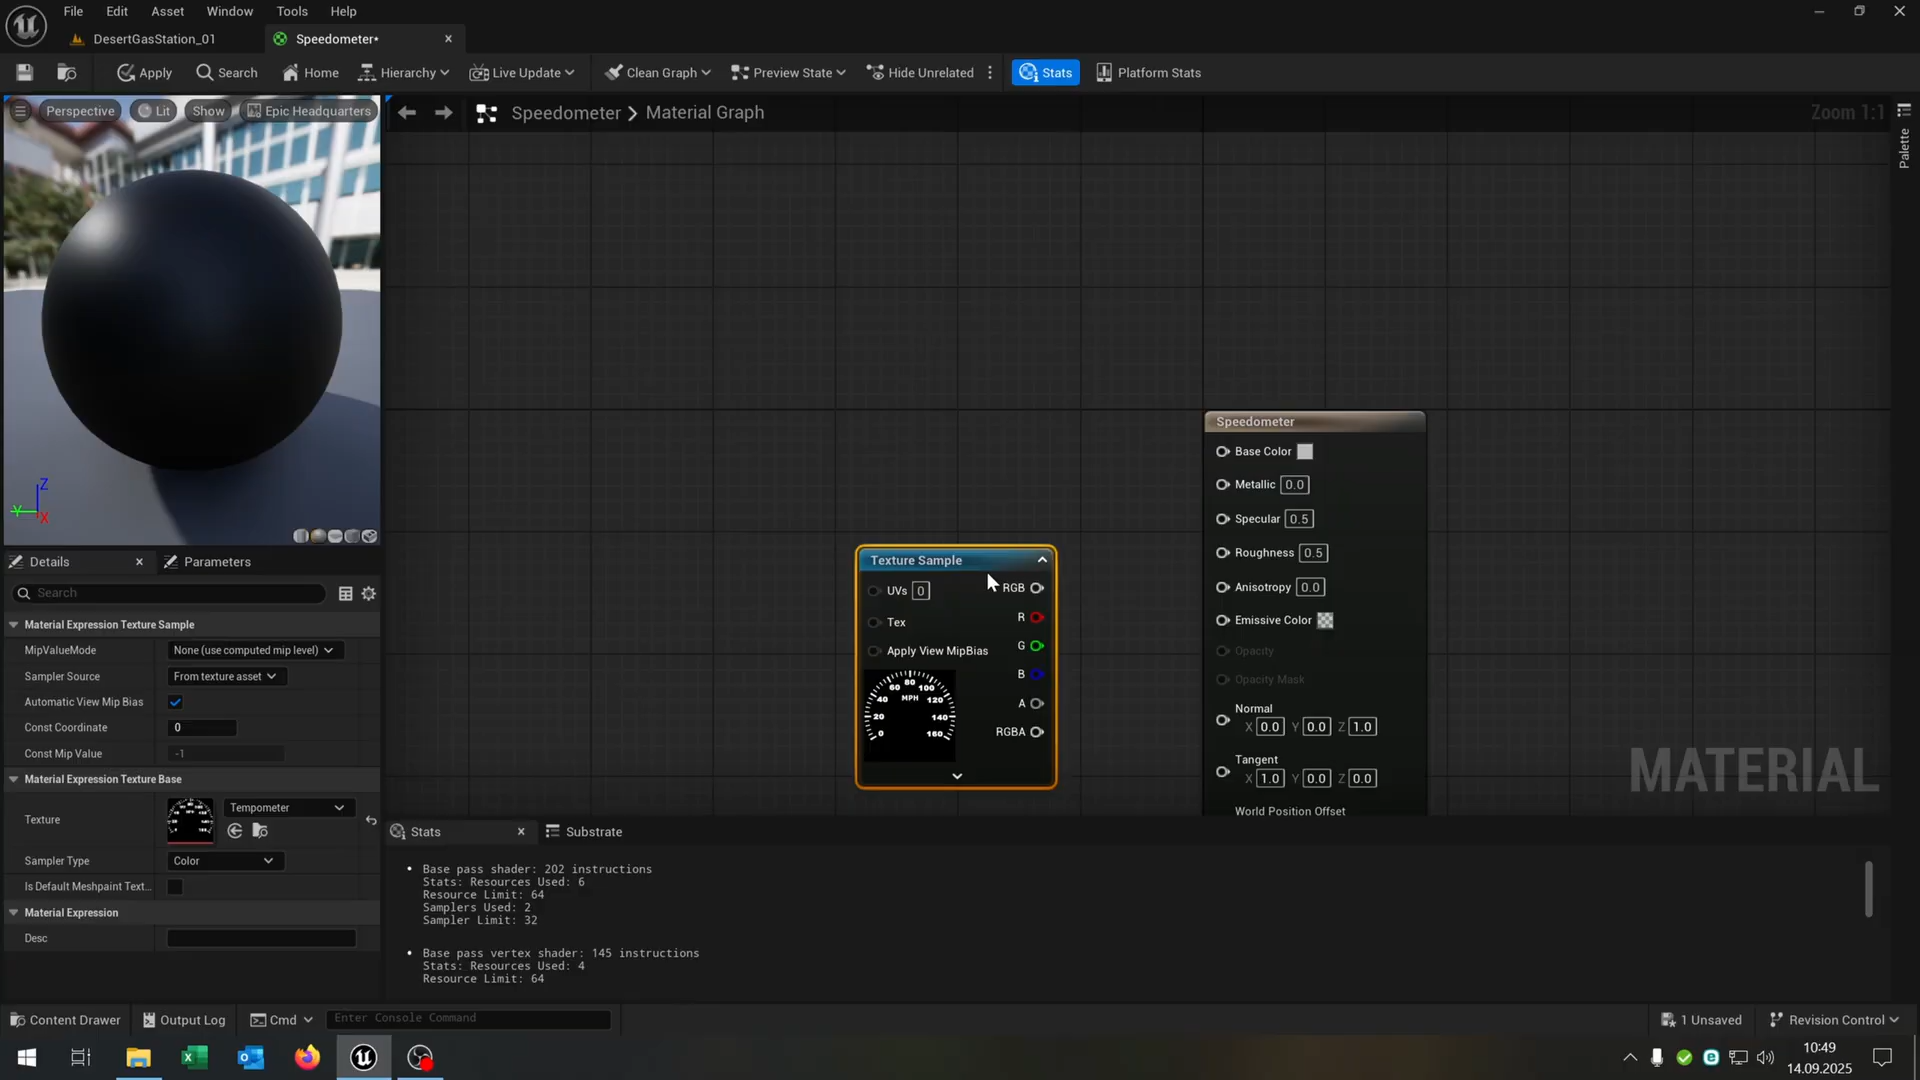 File Edit Asset Window Tools Help
DesertGasStation_01
Speedometer•
Apply Search Home Hierarchy Live Update Clean Graph Preview State Hide Unrelated Stats Platform Stats
Perspective Lit Show Epic Headquarters
Speedometer > Material Graph
Zoom 1:1
Palette
Z
Y
X
Speedometer
Base Color
Metallic 0.0
Specular 0.5
Roughness 0.5
Anisotropy 0.0
Emissive Color
Opacity
Opacity Mask
Normal
X 0.0 Y 0.0 Z 1.0
Tangent
X 1.0 Y 0.0 Z 0.0
World Position Offset
Texture Sample
UVs 0
Tex
Apply View MipBias
RGB
R
G
B
A
RGBA
0 20 40 60 80 100 120 140 160
MPH
MATERIAL
Details Parameters
Search
Material Expression Texture Sample
MipValueMode None (use computed mip level)
Sampler Source From texture asset
Automatic View Mip Bias
Const Coordinate 0
Const Mip Value -1
Material Expression Texture Base
Texture Tempometer
Sampler Type Color
Is Default Meshpaint Text...
Material Expression
Desc
Stats Substrate
• Base pass shader: 202 instructions
Stats: Resources Used: 6
Resource Limit: 64
Samplers Used: 2
Sampler Limit: 32
• Base pass vertex shader: 145 instructions
Stats: Resources Used: 4
Resource Limit: 64
Content Drawer Output Log Cmd Enter Console Command 1 Unsaved Revision Control
10:49
14.09.2025